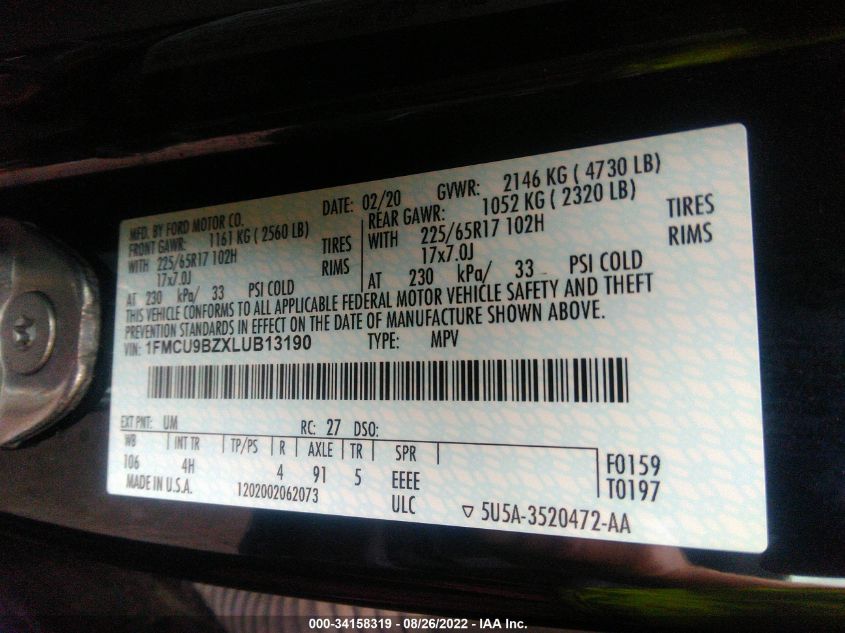 MFD. BY FORD MOTOR CO. DATE: 02/20 GVWR: 2146 KG ( 4730 LB)
FRONT GAWR: 1161 KG ( 2560 LB) REAR GAWR: 1052 KG ( 2320 LB)
WITH 225/65R17 102H TIRES WITH 225/65R17 102H TIRES
17x7.0J RIMS 17x7.0J RIMS
AT 230 kPa/ 33 PSI COLD AT 230 kPa/ 33 PSI COLD
THIS VEHICLE CONFORMS TO ALL APPLICABLE FEDERAL MOTOR VEHICLE SAFETY AND THEFT
PREVENTION STANDARDS IN EFFECT ON THE DATE OF MANUFACTURE SHOWN ABOVE.
VIN: 1FMCU9BZXLUB13190 TYPE: MPV
EXT PNT: UM RC: 27 DSO:
WB INT TR TP/PS R AXLE TR SPR F0159
106 4H 4 91 5 EEEE T0197
MADE IN U.S.A. 1202002062073 ULC ▽ 5U5A-3520472-AA
000-34158319 - 08/26/2022 - IAA Inc.